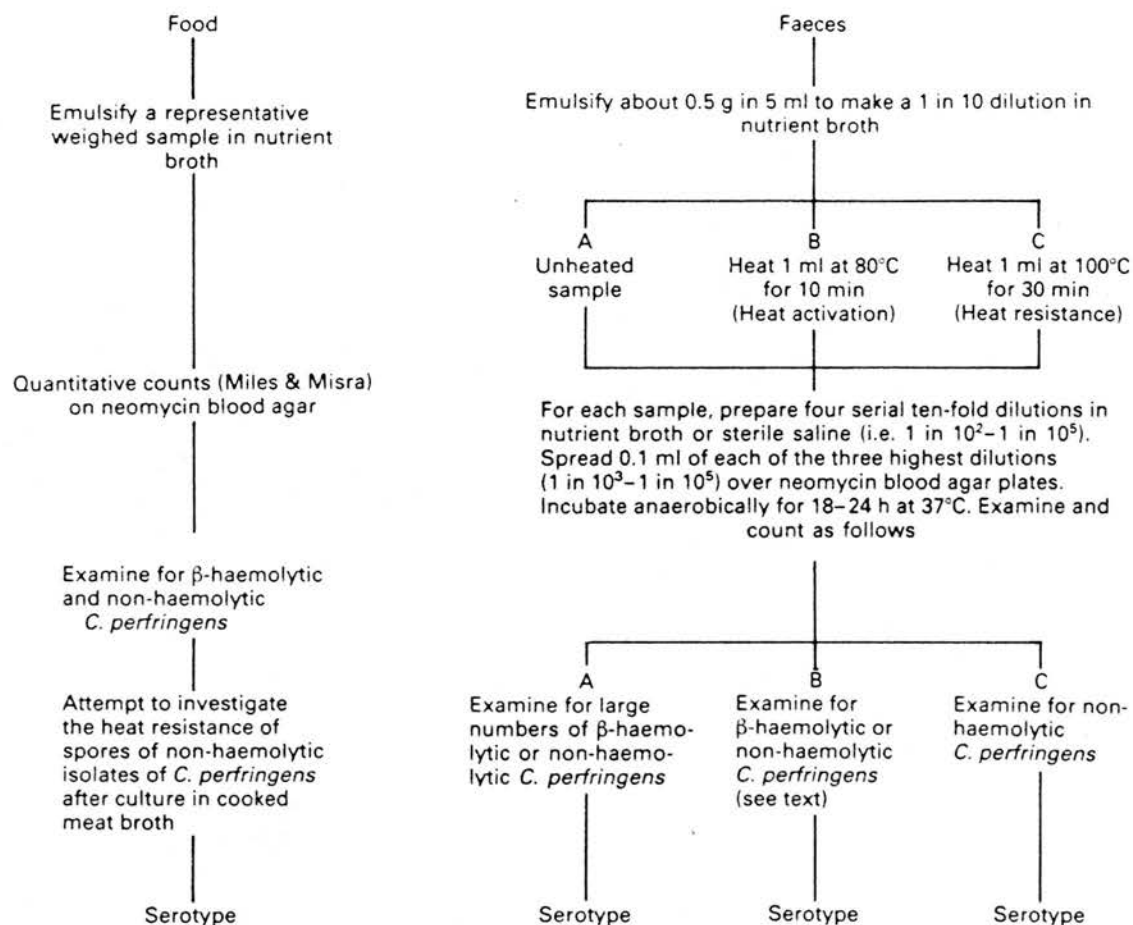 Food
Emulsify a representative
weighed sample in nutrient
broth
Quantitative counts (Miles & Misra)
on neomycin blood agar
Examine for β-haemolytic
and non-haemolytic
C. perfringens
Attempt to investigate
the heat resistance of
spores of non-haemolytic
isolates of C. perfringens
after culture in cooked
meat broth
Serotype
Faeces
Emulsify about 0.5 g in 5 ml to make a 1 in 10 dilution in
nutrient broth
A
Unheated
sample
B
Heat 1 ml at 80°C
for 10 min
(Heat activation)
C
Heat 1 ml at 100°C
for 30 min
(Heat resistance)
For each sample, prepare four serial ten-fold dilutions in
nutrient broth or sterile saline (i.e. 1 in 10²–1 in 10⁵).
Spread 0.1 ml of each of the three highest dilutions
(1 in 10³–1 in 10⁵) over neomycin blood agar plates.
Incubate anaerobically for 18–24 h at 37°C. Examine and
count as follows
A
Examine for large
numbers of β-haemo-
lytic or non-haemo-
lytic C. perfringens
Serotype
B
Examine for
β-haemolytic or
non-haemolytic
C. perfringens
(see text)
Serotype
C
Examine for non-
haemolytic
C. perfringens
Serotype